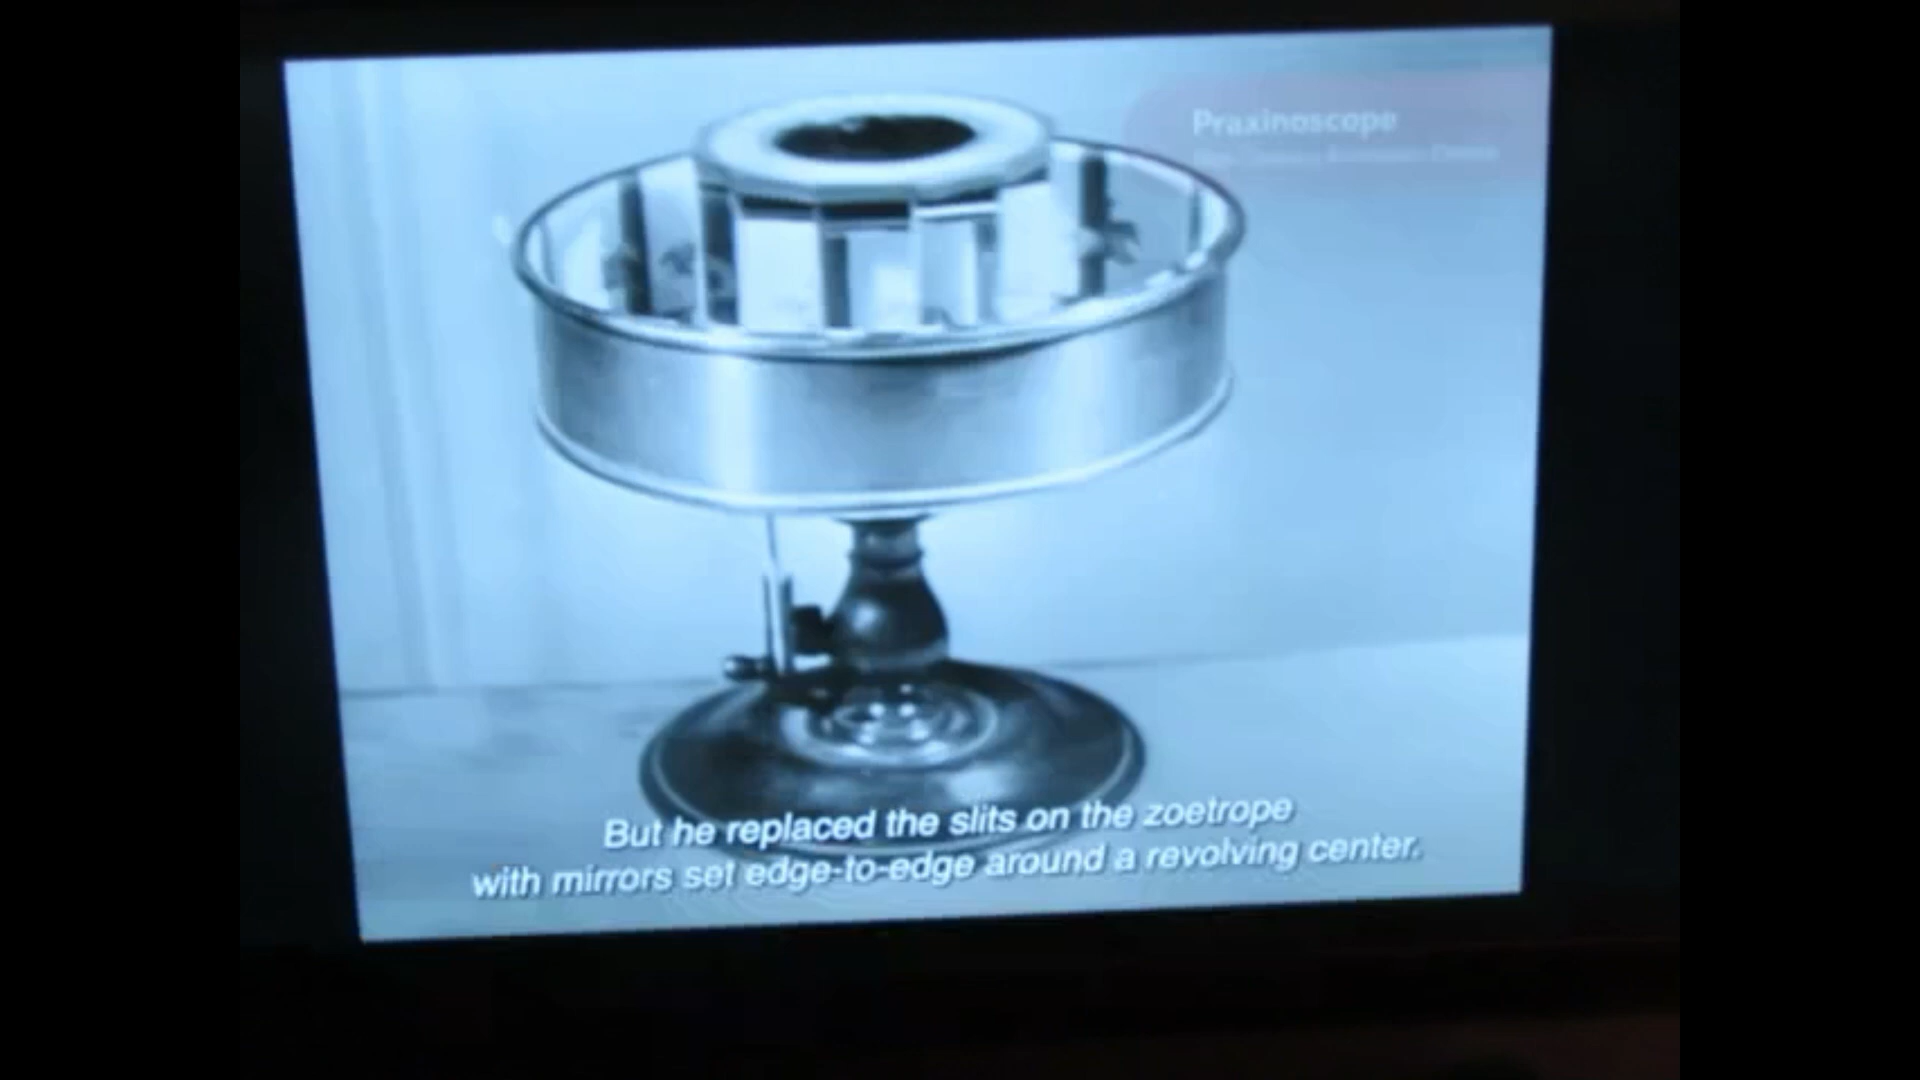 Praxinoscope
But he replaced the slits on the zoetrope
with mirrors set edge-to-edge around a revolving center.